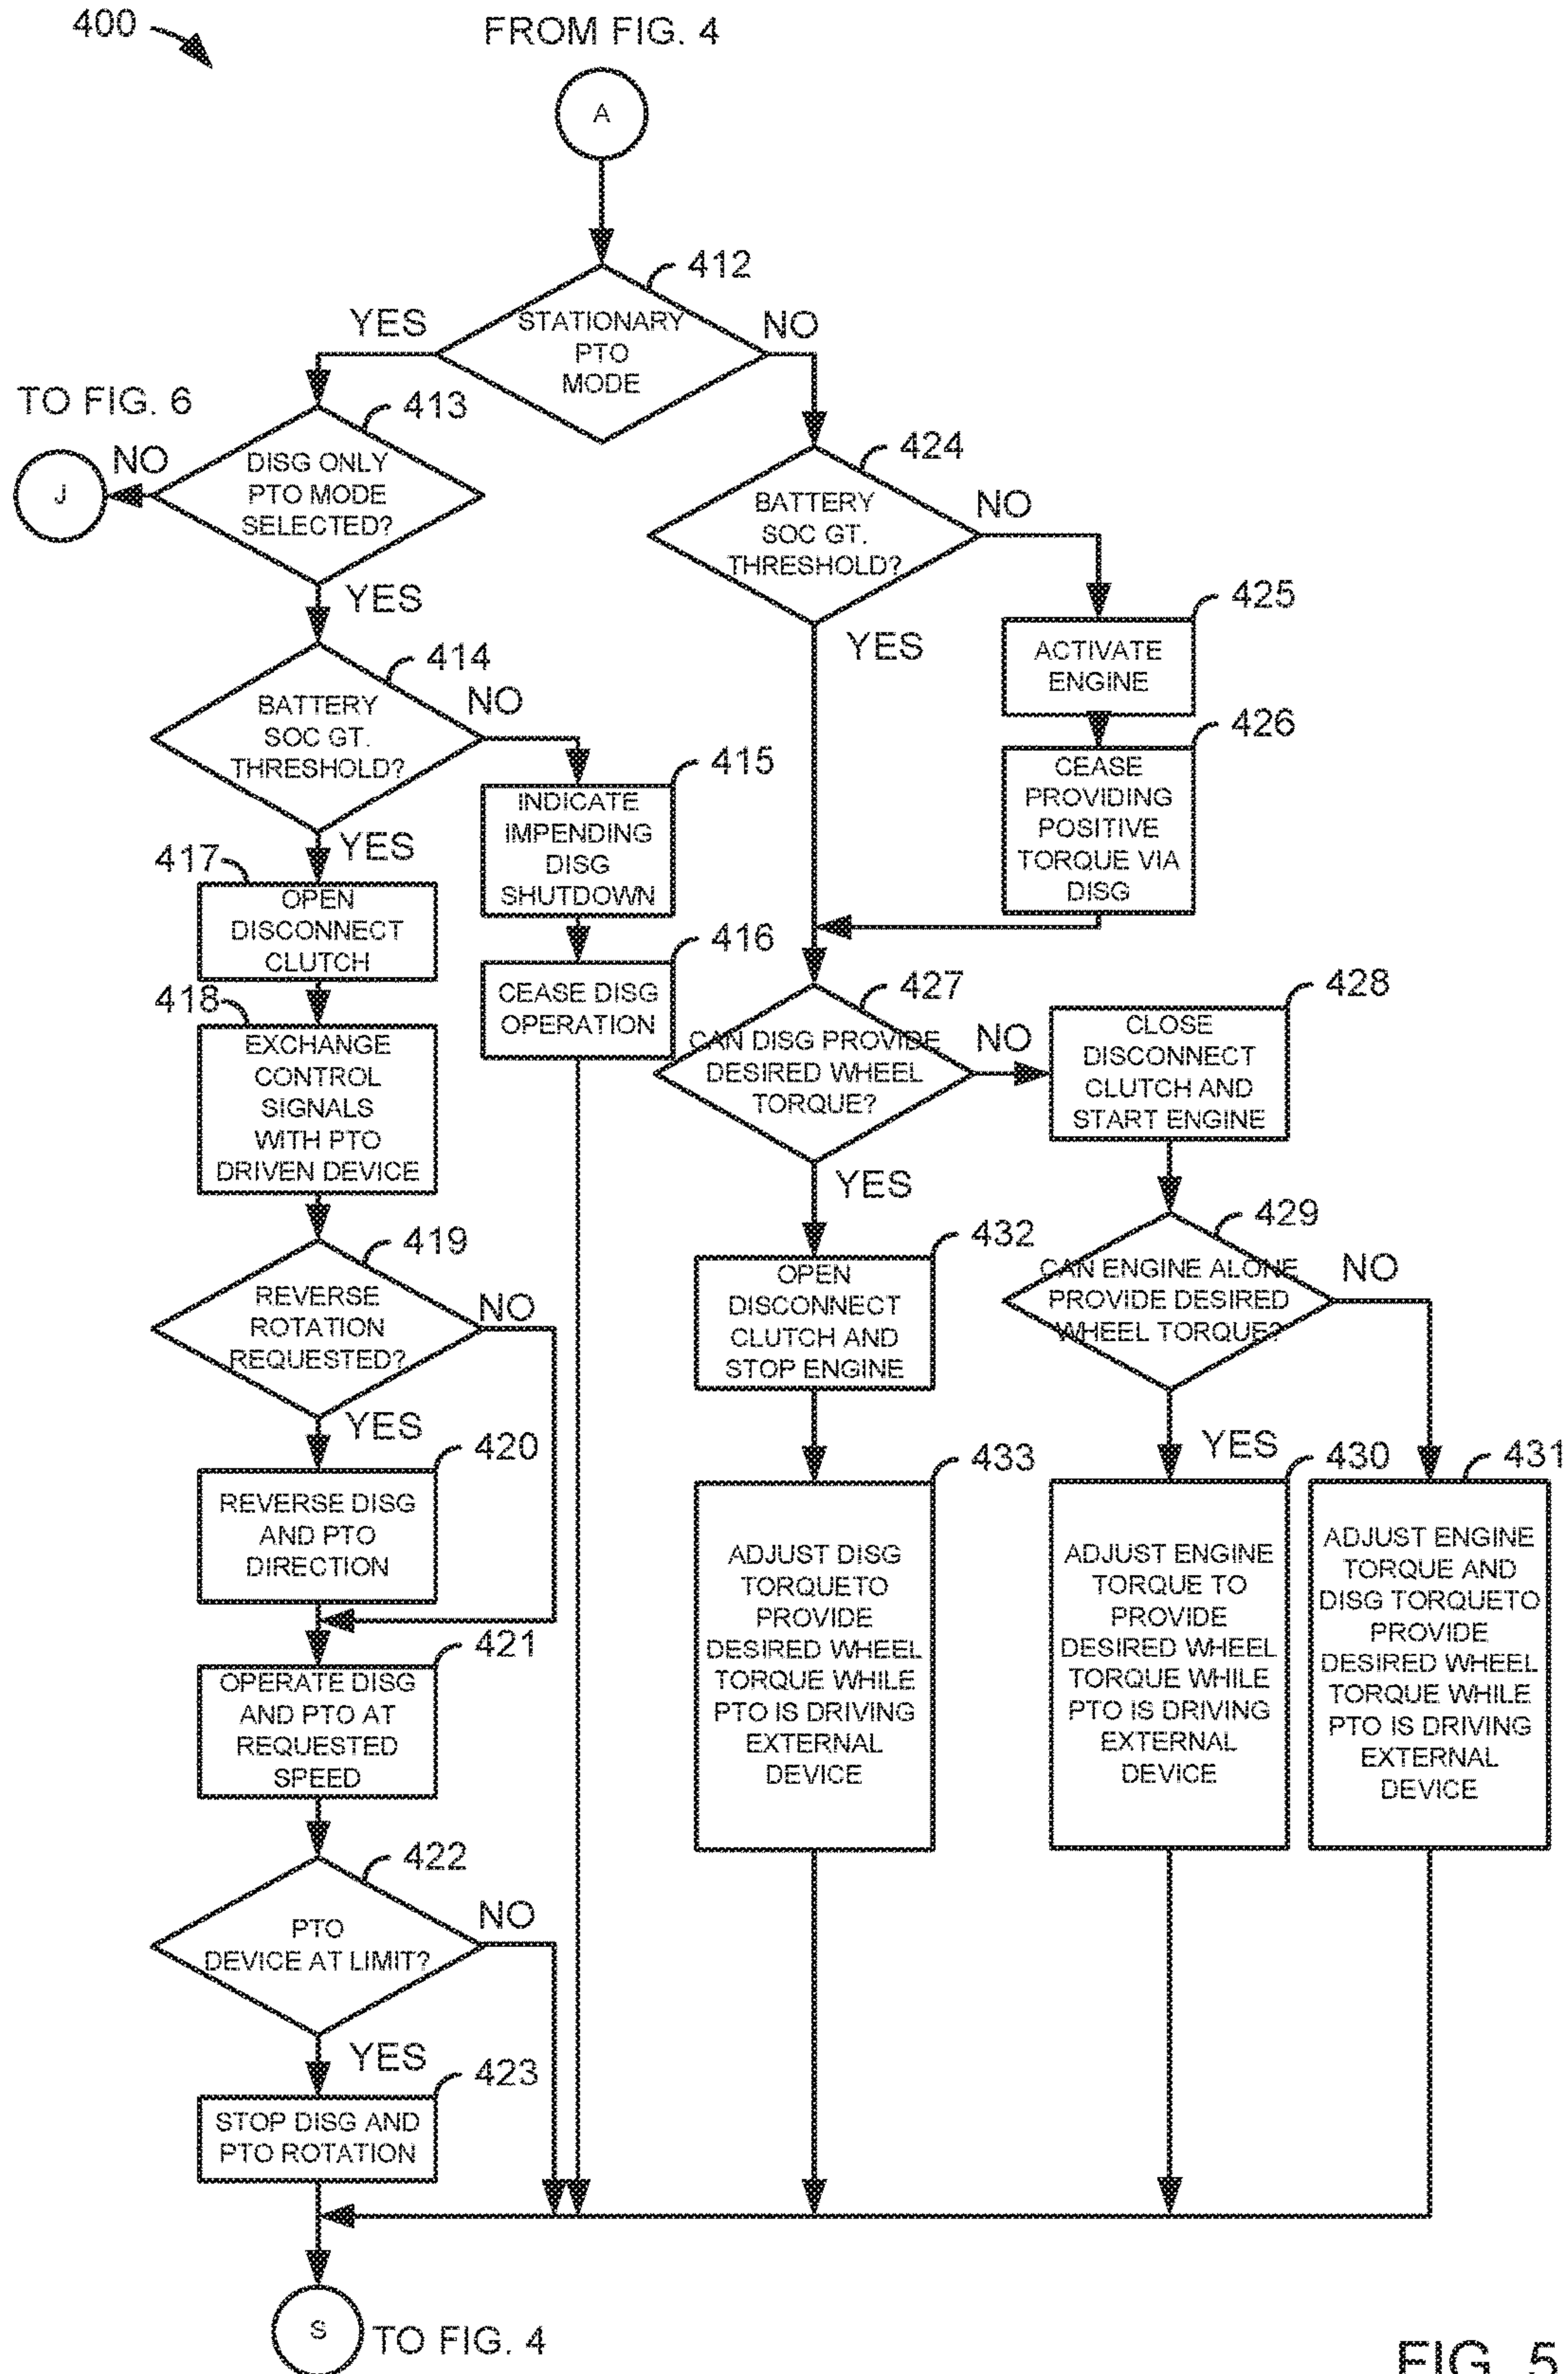 400
FROM FIG. 4
A
412
STATIONARY
PTO
MODE
YES
NO
TO FIG. 6
413
J
NO
DISG ONLY
PTO MODE
SELECTED?
YES
424
BATTERY
SOC GT.
THRESHOLD?
NO
YES
425
ACTIVATE
ENGINE
414
BATTERY
SOC GT.
THRESHOLD?
NO
YES
415
INDICATE
IMPENDING
DISG
SHUTDOWN
426
CEASE
PROVIDING
POSITIVE
TORQUE VIA
DISG
417
OPEN
DISCONNECT
CLUTCH
416
CEASE DISG
OPERATION
418
EXCHANGE
CONTROL
SIGNALS
WITH PTO
DRIVEN DEVICE
427
CAN DISG PROVIDE
DESIRED WHEEL
TORQUE?
NO
YES
428
CLOSE
DISCONNECT
CLUTCH AND
START ENGINE
419
REVERSE
ROTATION
REQUESTED?
NO
YES
432
OPEN
DISCONNECT
CLUTCH AND
STOP ENGINE
429
CAN ENGINE ALONE
PROVIDE DESIRED
WHEEL TORQUE?
NO
YES
420
REVERSE DISG
AND PTO
DIRECTION
433
ADJUST DISG
TORQUETO
PROVIDE
DESIRED WHEEL
TORQUE WHILE
PTO IS DRIVING
EXTERNAL
DEVICE
430
ADJUST ENGINE
TORQUE TO
PROVIDE
DESIRED WHEEL
TORQUE WHILE
PTO IS DRIVING
EXTERNAL
DEVICE
431
ADJUST ENGINE
TORQUE AND
DISG TORQUETO
PROVIDE
DESIRED WHEEL
TORQUE WHILE
PTO IS DRIVING
EXTERNAL
DEVICE
421
OPERATE DISG
AND PTO AT
REQUESTED
SPEED
422
PTO
DEVICE AT LIMIT?
NO
YES
423
STOP DISG AND
PTO ROTATION
S
TO FIG. 4
FIG. 5